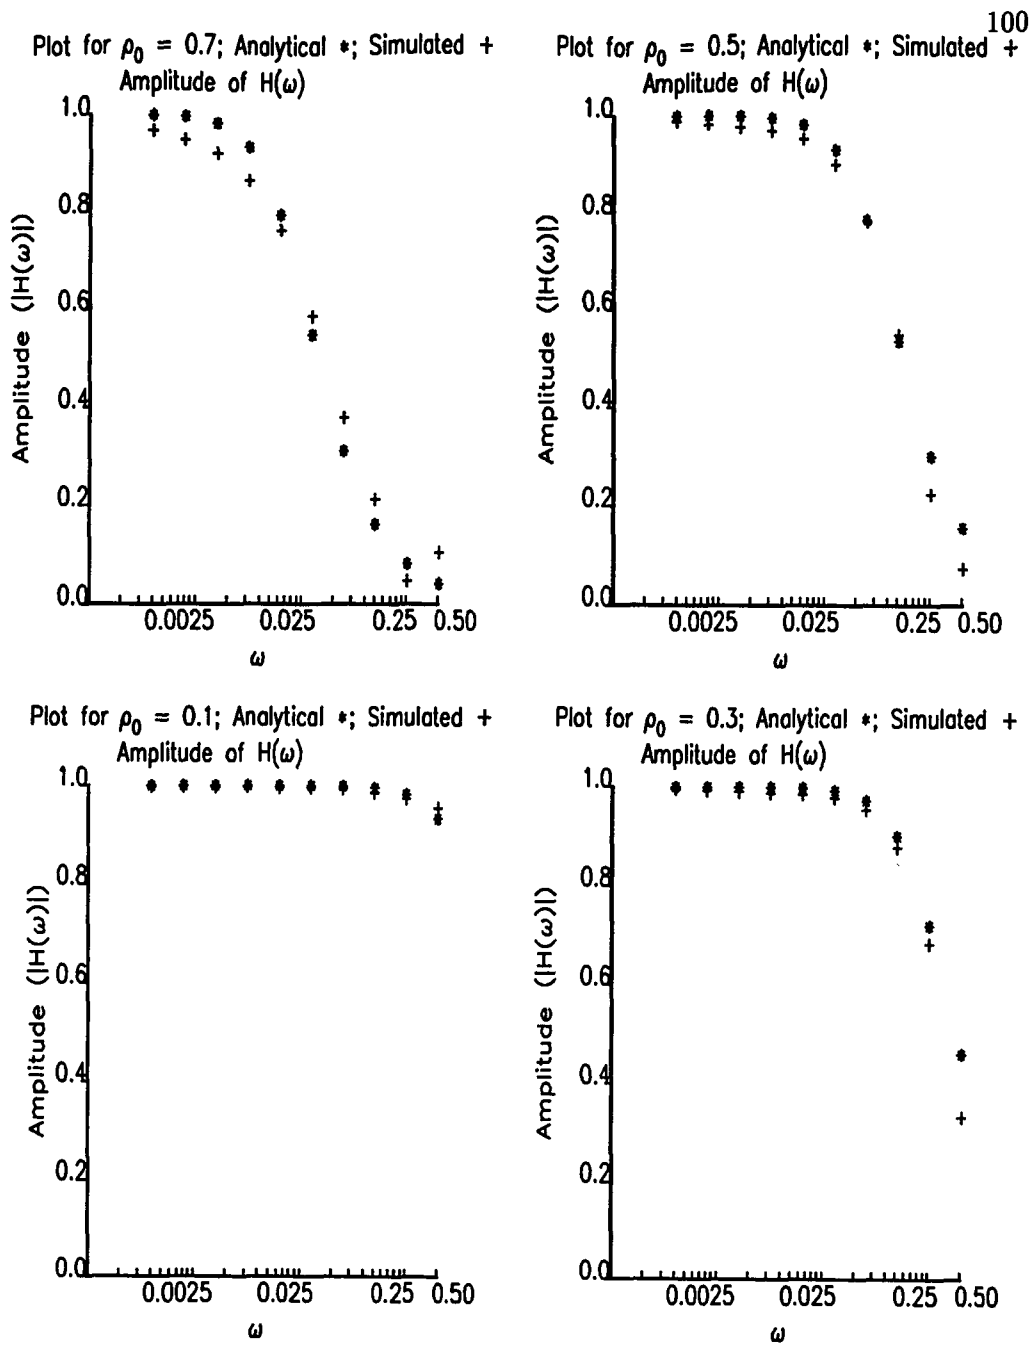 100
Plot for ρ0 = 0.7; Analytical *; Simulated +
Amplitude of H(ω)
1.0
0.8
0.6
0.4
0.2
0.0
Amplitude (|H(ω)|)
0.0025 0.025 0.25 0.50
ω
Plot for ρ0 = 0.5; Analytical *; Simulated +
Amplitude of H(ω)
1.0
0.8
0.6
0.4
0.2
0.0
Amplitude (|H(ω)|)
0.0025 0.025 0.25 0.50
ω
Plot for ρ0 = 0.1; Analytical *; Simulated +
Amplitude of H(ω)
1.0
0.8
0.6
0.4
0.2
0.0
Amplitude (|H(ω)|)
0.0025 0.025 0.25 0.50
ω
Plot for ρ0 = 0.3; Analytical *; Simulated +
Amplitude of H(ω)
1.0
0.8
0.6
0.4
0.2
0.0
Amplitude (|H(ω)|)
0.0025 0.025 0.25 0.50
ω